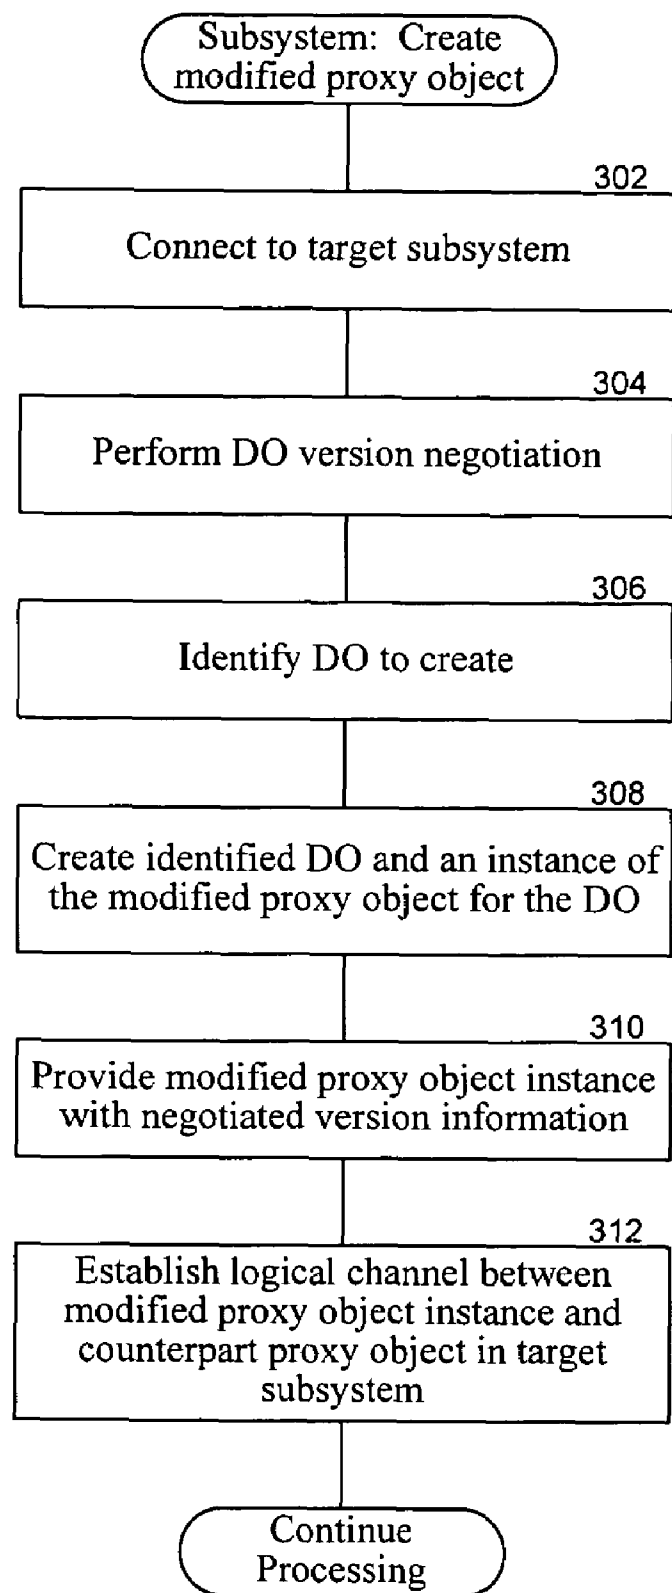 Subsystem: Create
modified proxy object
302
Connect to target subsystem
304
Perform DO version negotiation
306
Identify DO to create
308
Create identified DO and an instance of
the modified proxy object for the DO
310
Provide modified proxy object instance
with negotiated version information
312
Establish logical channel between
modified proxy object instance and
counterpart proxy object in target
subsystem
Continue
Processing